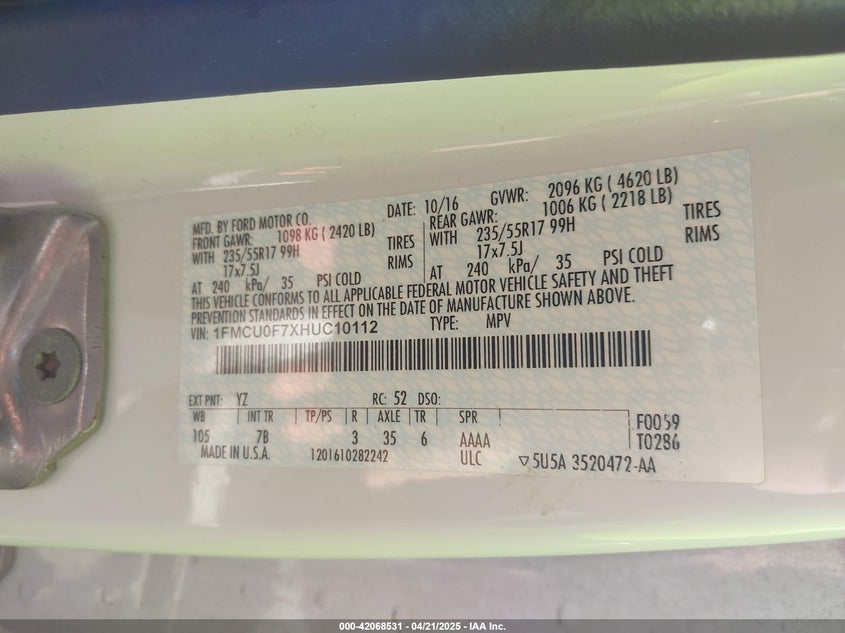 MFD. BY FORD MOTOR CO. DATE: 10/16 GVWR: 2096 KG ( 4620 LB)
FRONT GAWR: 1098 KG ( 2420 LB) REAR GAWR: 1006 KG ( 2218 LB)
WITH 235/55R17 99H TIRES WITH 235/55R17 99H TIRES
17x7.5J RIMS 17x7.5J RIMS
AT 240 kPa/ 35 PSI COLD AT 240 kPa/ 35 PSI COLD
THIS VEHICLE CONFORMS TO ALL APPLICABLE FEDERAL MOTOR VEHICLE SAFETY AND THEFT
PREVENTION STANDARDS IN EFFECT ON THE DATE OF MANUFACTURE SHOWN ABOVE.
VIN: 1FMCU0F7XHUC10112 TYPE: MPV
EXT PNT: YZ RC: 52 DSO:
WB INT TR TP/PS R AXLE TR SPR F0059
105 7B 3 35 6 AAAA T0286
MADE IN U.S.A. 1201610282242 ULC ▽5U5A 3520472-AA
000-42068531 - 04/21/2025 - IAA Inc.